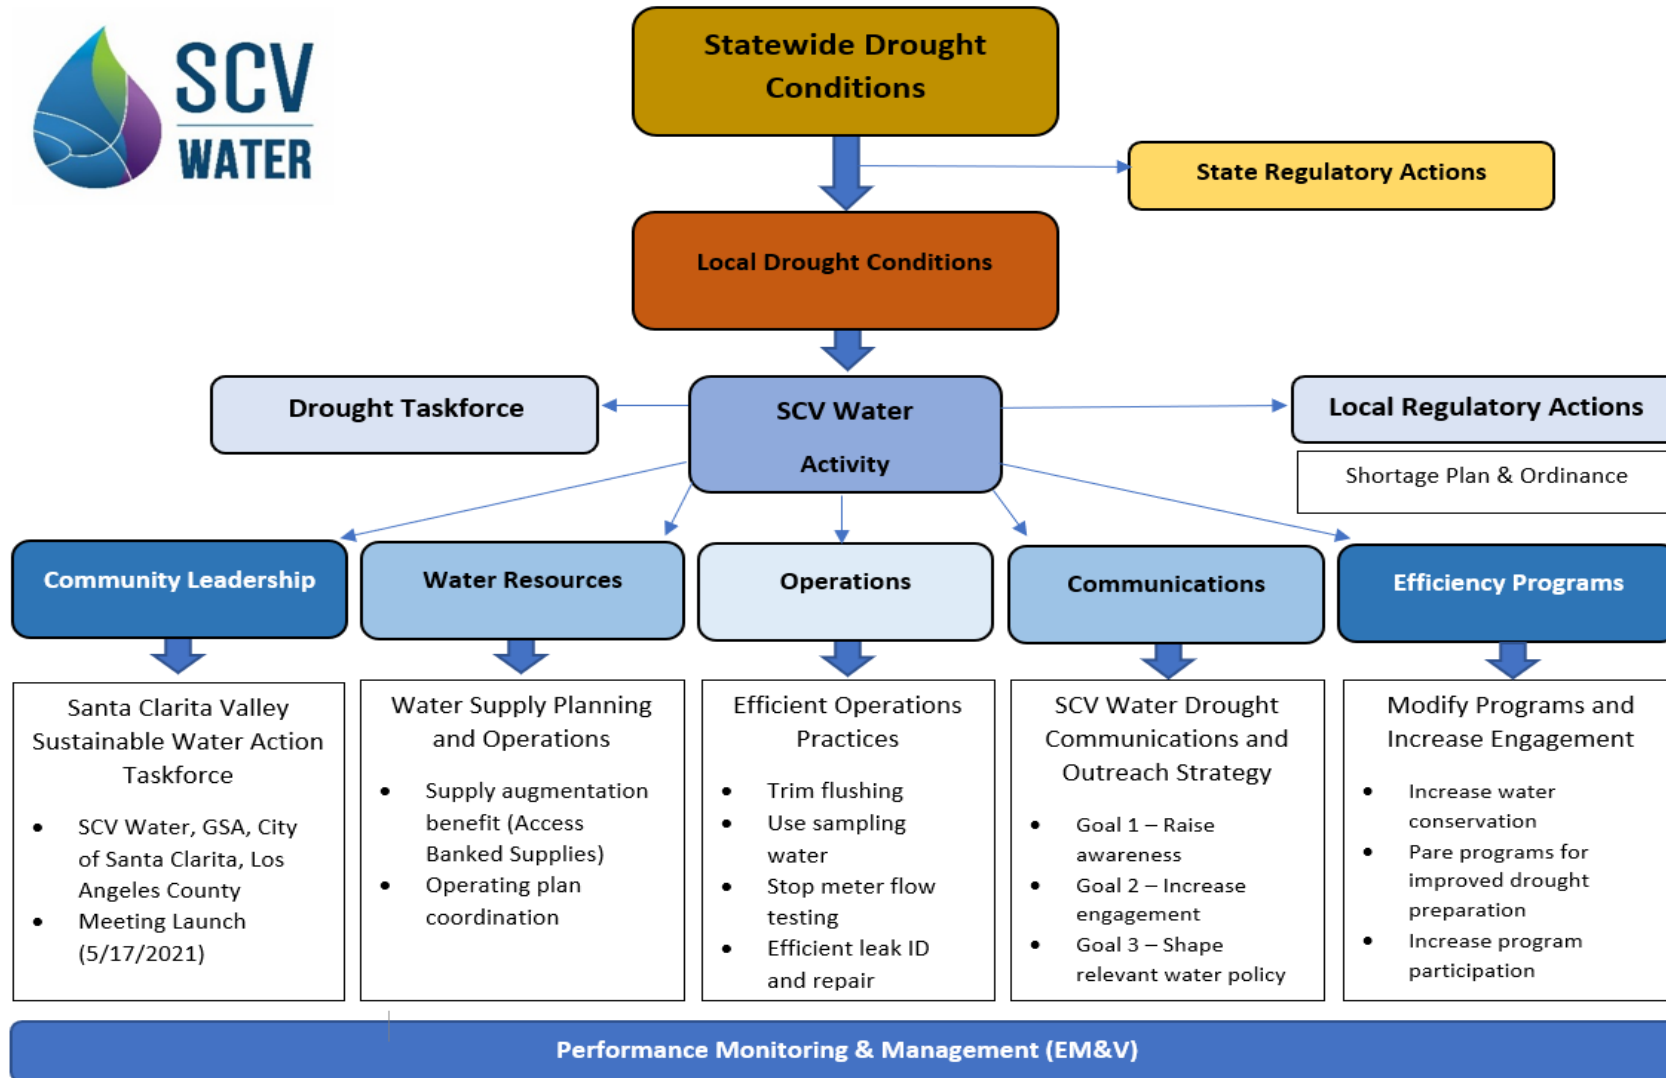 SCV
WATER
Statewide Drought
Conditions
State Regulatory Actions
Local Drought Conditions
Drought Taskforce
SCV Water
Activity
Local Regulatory Actions
Shortage Plan & Ordinance
Community Leadership
Water Resources
Operations
Communications
Efficiency Programs
Santa Clarita Valley
Sustainable Water Action
Taskforce
• SCV Water, GSA, City
of Santa Clarita, Los
Angeles County
• Meeting Launch
(5/17/2021)
Water Supply Planning
and Operations
• Supply augmentation
benefit (Access
Banked Supplies)
• Operating plan
coordination
Efficient Operations
Practices
• Trim flushing
• Use sampling
water
• Stop meter flow
testing
• Efficient leak ID
and repair
SCV Water Drought
Communications and
Outreach Strategy
• Goal 1 – Raise
awareness
• Goal 2 – Increase
engagement
• Goal 3 – Shape
relevant water policy
Modify Programs and
Increase Engagement
• Increase water
conservation
• Pare programs for
improved drought
preparation
• Increase program
participation
Performance Monitoring & Management (EM&V)